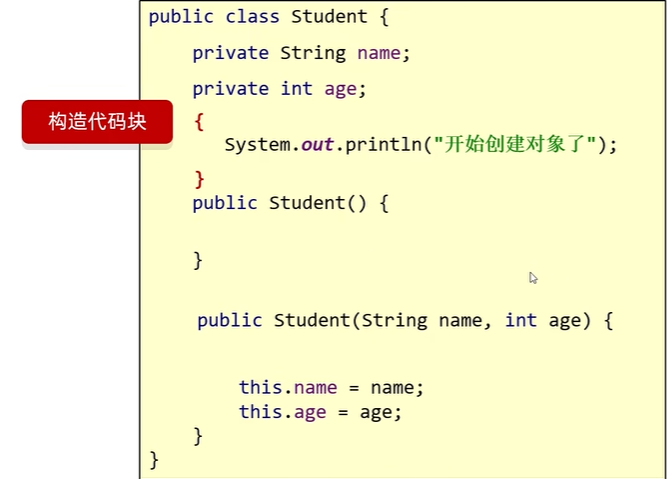 public class Student {
private String name;
private int age;
构造代码块
{
System.out.println("开始创建对象了");
}
public Student() {
}
public Student(String name, int age) {
this.name = name;
this.age = age;
}
}